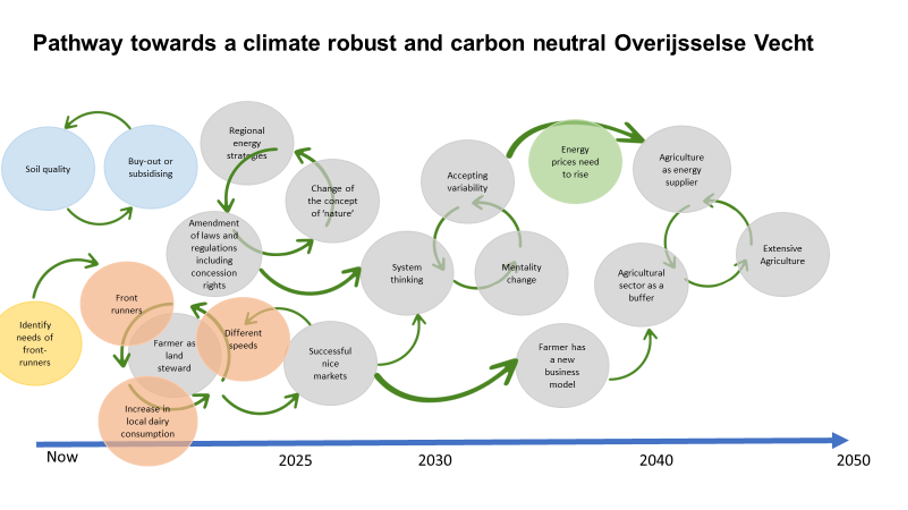 Pathway towards a climate robust and carbon neutral Overijsselse Vecht
Soil quality
Buy-out or
subsidising
Regional
energy
strategies
Change of
the concept
of 'nature'
Amendment
of laws and
regulations
including
concession
rights
Accepting
variability
System
thinking
Mentality
change
Energy
prices need
to rise
Agriculture
as energy
supplier
Agricultural
sector as a
buffer
Extensive
Agriculture
Identify
needs of
front-
runners
Front
runners
Farmer as
land
steward
Different
speeds
Increase in
local dairy
consumption
Successful
nice
markets
Farmer has
a new
business
model
Now
2025
2030
2040
2050